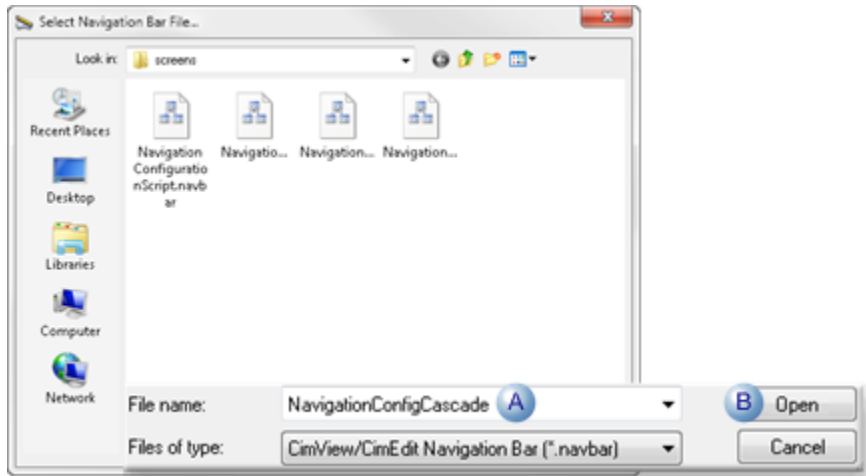 Select Navigation Bar File...
Look in:
screens
Recent Places
Desktop
Libraries
Computer
Network
Navigation
Configuratio
nScript.navb
ar
Navigatio...
Navigation...
Navigation...
File name:
NavigationConfigCascade
A
B
Open
Files of type:
CimView/CimEdit Navigation Bar (*.navbar)
Cancel